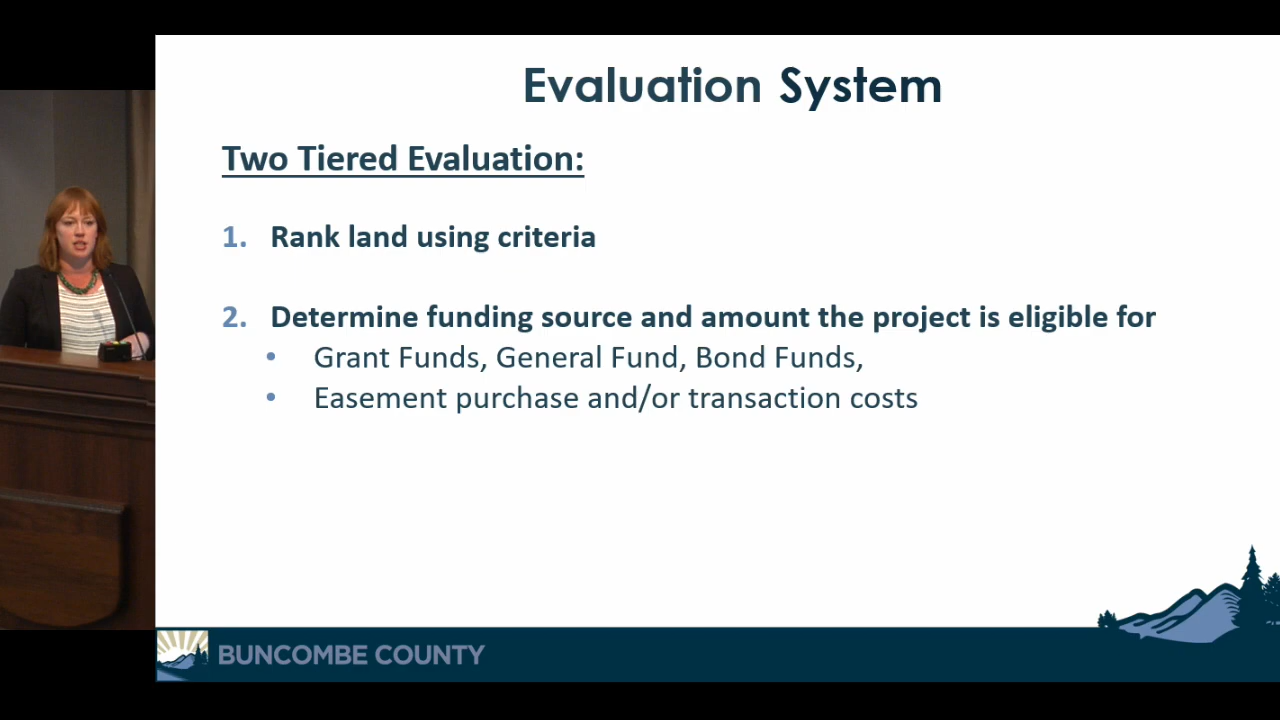 Evaluation System
Two Tiered Evaluation:
1. Rank land using criteria
2. Determine funding source and amount the project is eligible for
• Grant Funds, General Fund, Bond Funds,
• Easement purchase and/or transaction costs
BUNCOMBE COUNTY